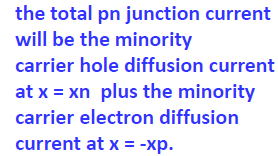 the total pn junction current
will be the minority
carrier hole diffusion current
at x = xn plus the minority
carrier electron diffusion
current at x = -xp.